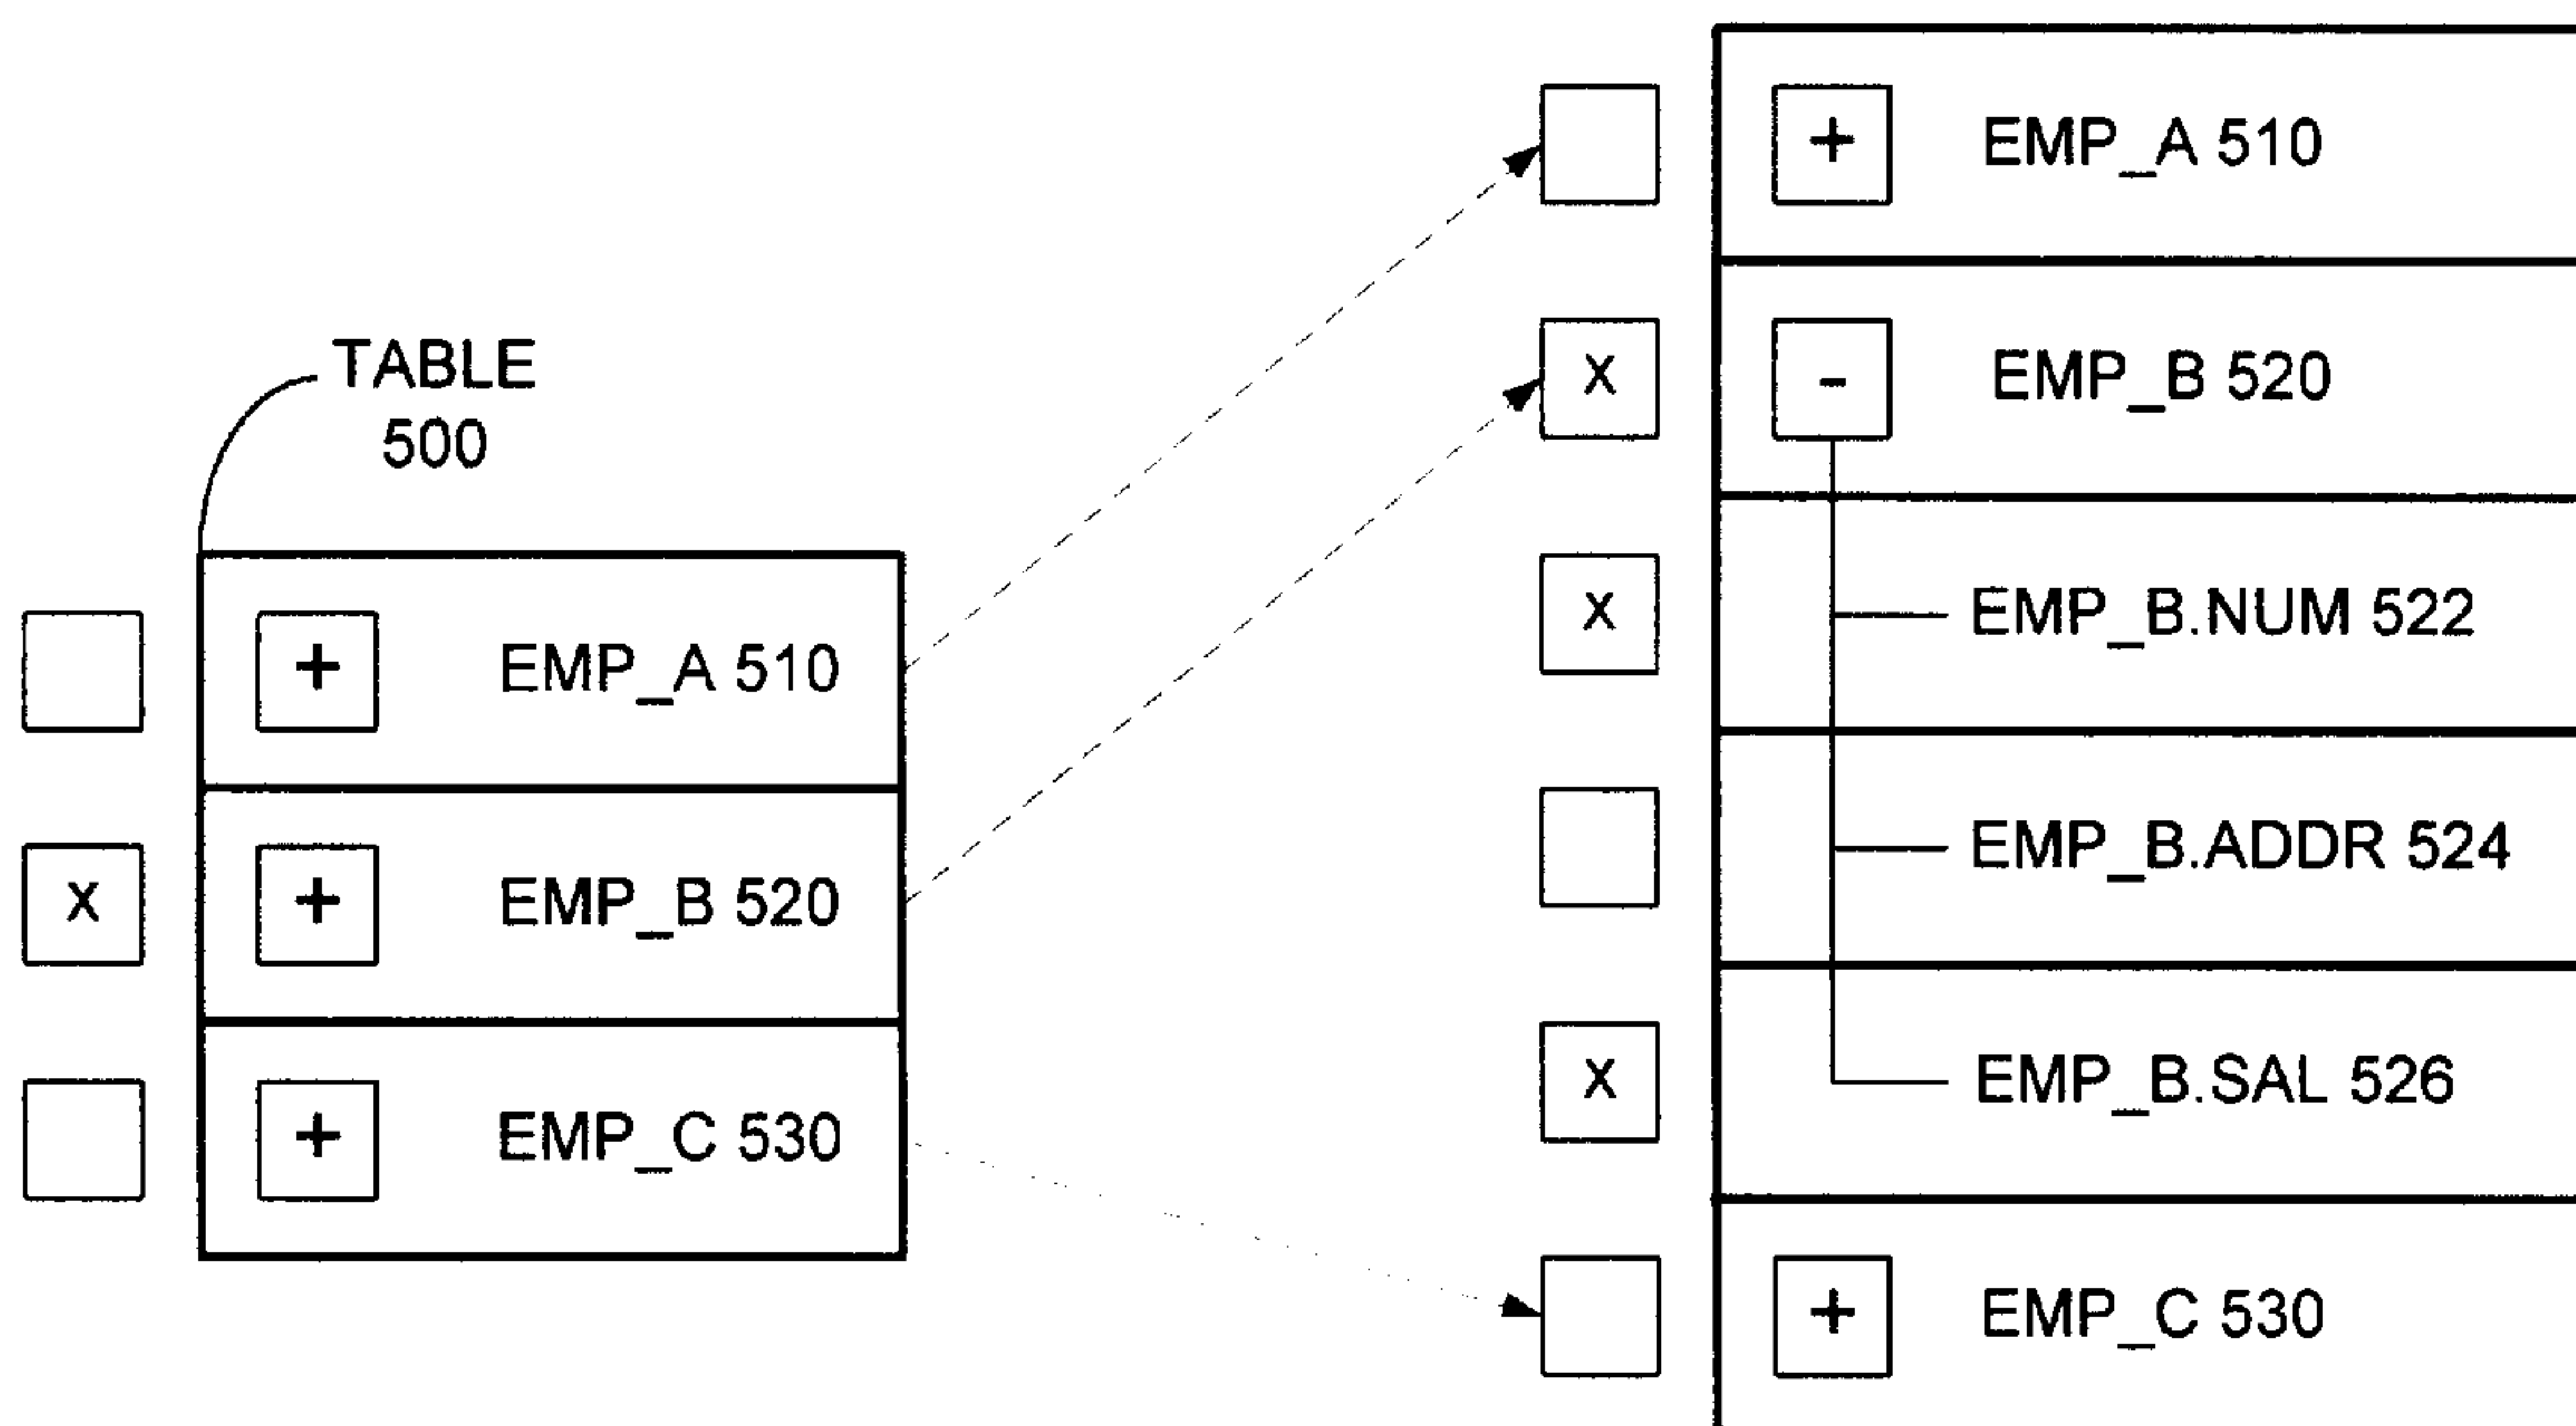 TABLE
500
+ EMP_A 510
x + EMP_B 520
+ EMP_C 530
+ EMP_A 510
x - EMP_B 520
x EMP_B.NUM 522
EMP_B.ADDR 524
x EMP_B.SAL 526
+ EMP_C 530